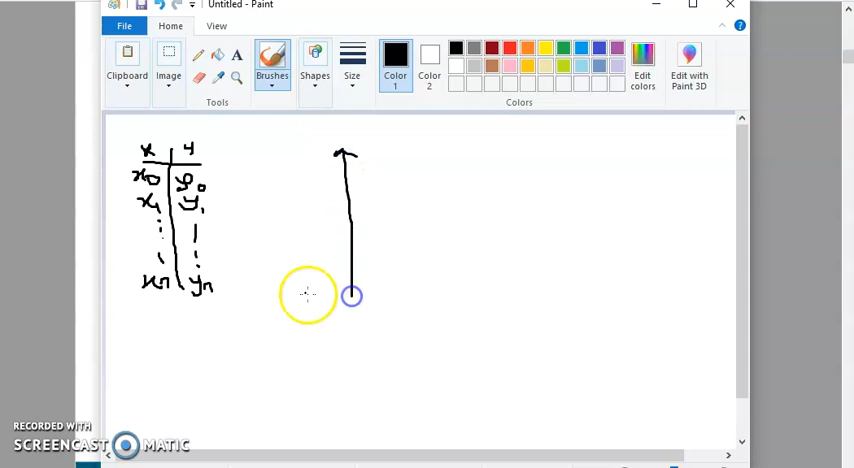 Untitled - Paint
File Home View
Clipboard Image Tools Brushes Shapes Size Color 1 Color 2 Colors Edit colors Edit with Paint 3D
x y
x0 y0
x1 y1
xn yn
RECORDED WITH
SCREENCAST MATIC